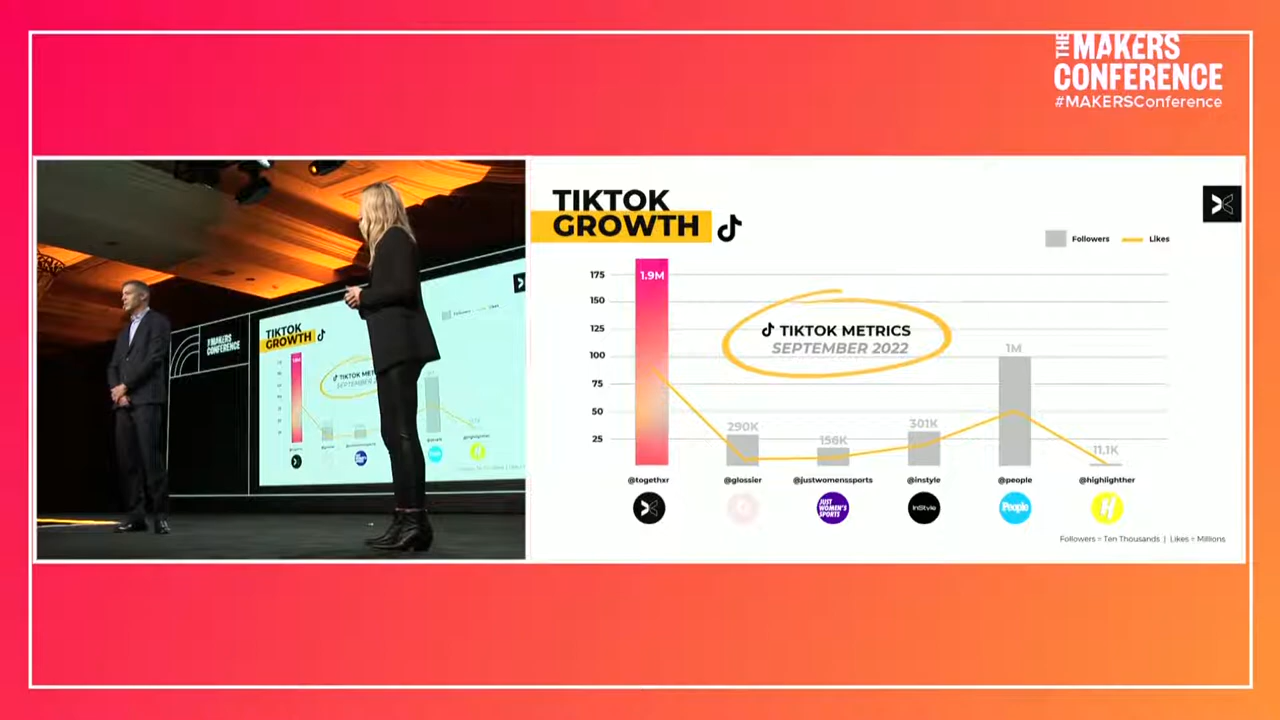 THE MAKERS
CONFERENCE
#MAKERSConference
TIKTOK
GROWTH
Followers
Likes
175
150
125
100
75
50
25
1.9M
290K
156K
301K
1M
11.1K
TIKTOK METRICS
SEPTEMBER 2022
@togethxr
@glossier
@justwomenssports
@instyle
@people
@highlighther
G
JUST
WOMEN'S
SPORTS
InStyle
People
H
Followers = Ten Thousands | Likes = Millions
THE MAKERS
CONFERENCE
TIKTOK
GROWTH